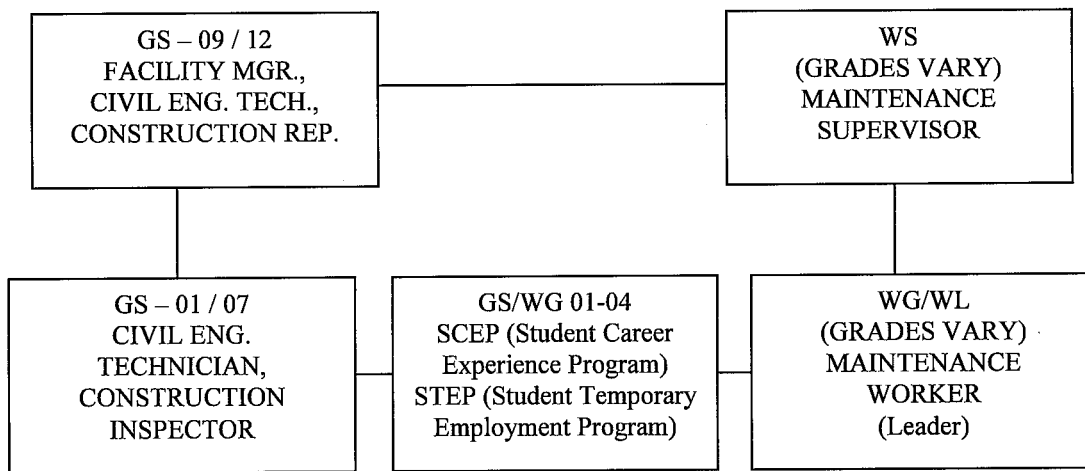 GS – 09 / 12
FACILITY MGR.,
CIVIL ENG. TECH.,
CONSTRUCTION REP.
WS
(GRADES VARY)
MAINTENANCE
SUPERVISOR
GS – 01 / 07
CIVIL ENG.
TECHNICIAN,
CONSTRUCTION
INSPECTOR
GS/WG 01-04
SCEP (Student Career
Experience Program)
STEP (Student Temporary
Employment Program)
WG/WL
(GRADES VARY)
MAINTENANCE
WORKER
(Leader)